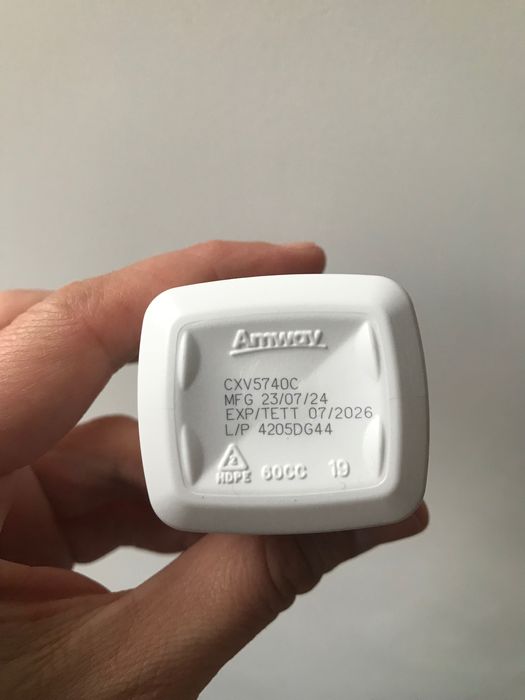 Amway
CXV5740C
MFG 23/07/24
EXP/TETT 07/2026
L/P 4205DG44
2
HDPE 60CC 19